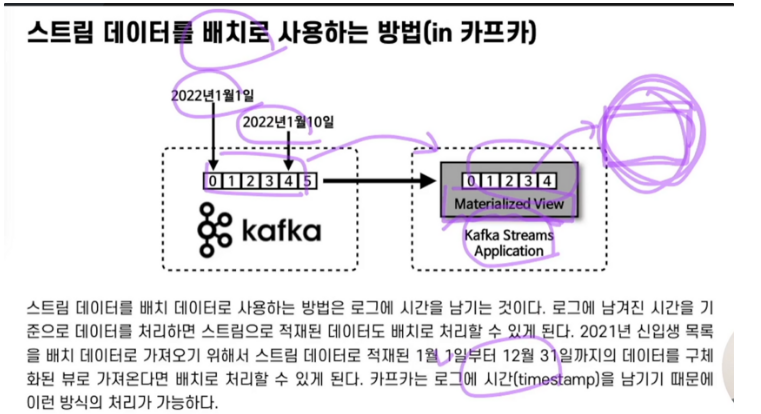 스트림 데이터를 배치로 사용하는 방법(in 카프카)
2022년1월1일
2022년1월10일
0 1 2 3 4 5
0 1 2 3 4
Materialized View
kafka
Kafka Streams
Application
스트림 데이터를 배치 데이터로 사용하는 방법은 로그에 시간을 남기는 것이다. 로그에 남겨진 시간을 기
준으로 데이터를 처리하면 스트림으로 적재된 데이터도 배치로 처리할 수 있게 된다. 2021년 신입생 목록
을 배치 데이터로 가져오기 위해서 스트림 데이터로 적재된 1월 1일부터 12월 31일까지의 데이터를 구체
화된 뷰로 가져온다면 배치로 처리할 수 있게 된다. 카프카는 로그에 시간(timestamp)을 남기기 때문에
이런 방식의 처리가 가능하다.